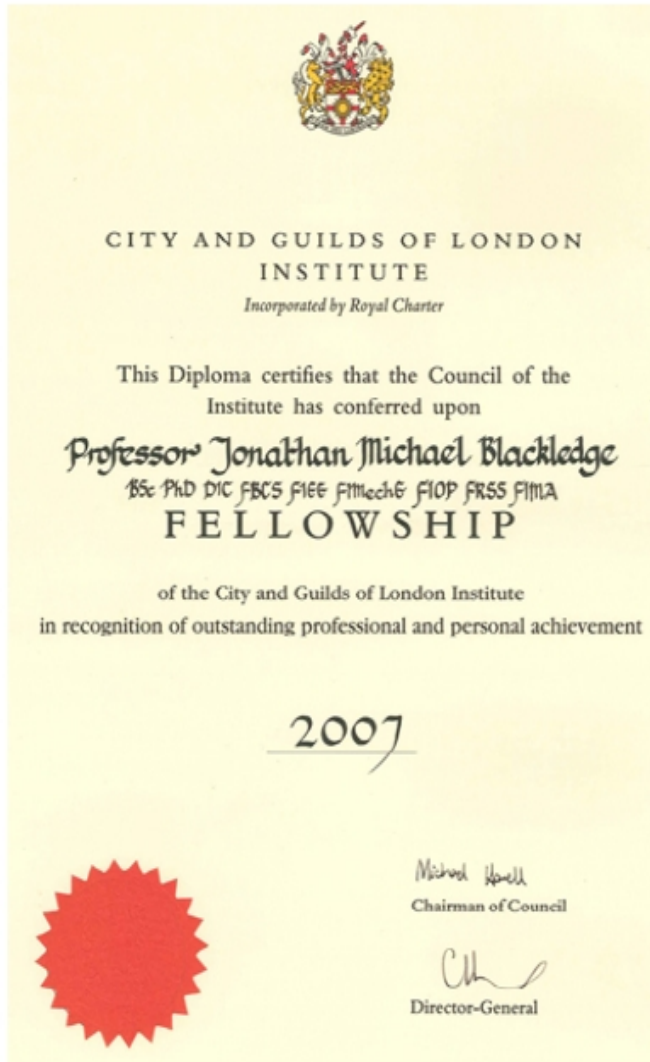 CITY AND GUILDS OF LONDON
INSTITUTE
Incorporated by Royal Charter
This Diploma certifies that the Council of the
Institute has conferred upon
Professor Jonathan Michael Blackledge
BSc PhD DIC FBCS FIEE FIMechE FIOP FRSS FIMA
FELLOWSHIP
of the City and Guilds of London Institute
in recognition of outstanding professional and personal achievement
2007
Michael
Chairman of Council
Director-General